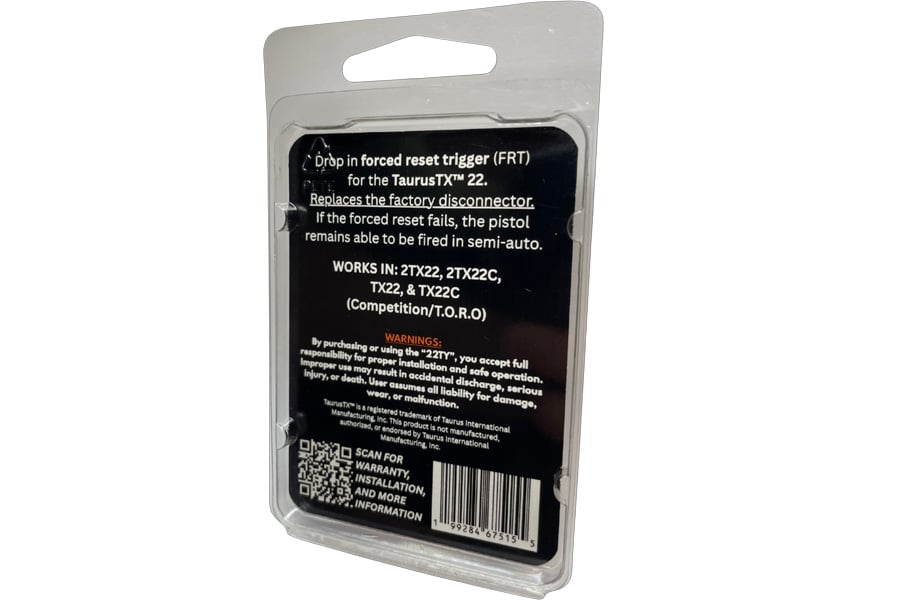 Drop in forced reset trigger (FRT)
for the TaurusTX™ 22.
Replaces the factory disconnector.
If the forced reset fails, the pistol
remains able to be fired in semi-auto.
WORKS IN: 2TX22, 2TX22C,
TX22, & TX22C
(Competition/T.O.R.O)
WARNINGS:
By purchasing or using the “22TY”, you accept full
responsibility for proper installation and safe operation.
Improper use may result in accidental discharge, serious
injury, or death. User assumes all liability for damage,
wear, or malfunction.
TaurusTX™ is a registered trademark of Taurus International
Manufacturing, Inc. This product is not manufactured,
authorized, or endorsed by Taurus International
Manufacturing, Inc.
SCAN FOR
WARRANTY,
INSTALLATION,
AND MORE
INFORMATION
1 99284 67515 5